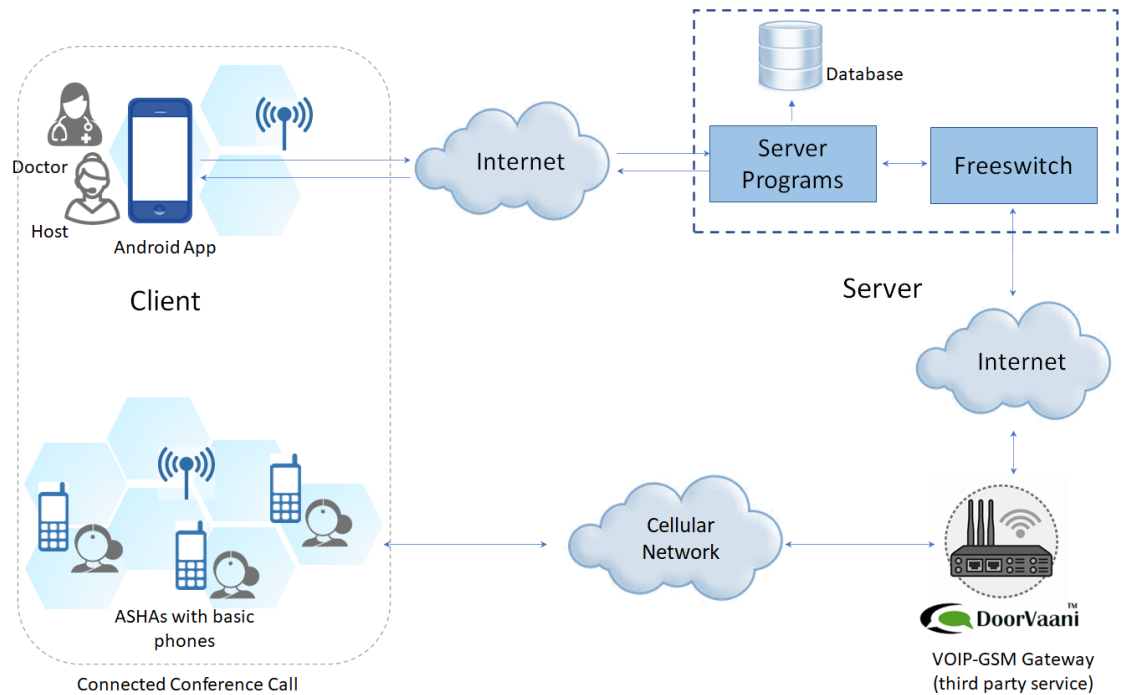 Database
Internet
Server
Programs
Freeswitch
Doctor
Host
Android App
Client
Server
Internet
Cellular
Network
ASHAs with basic
phones
DoorVaani™
VOIP-GSM Gateway
(third party service)
Connected Conference Call